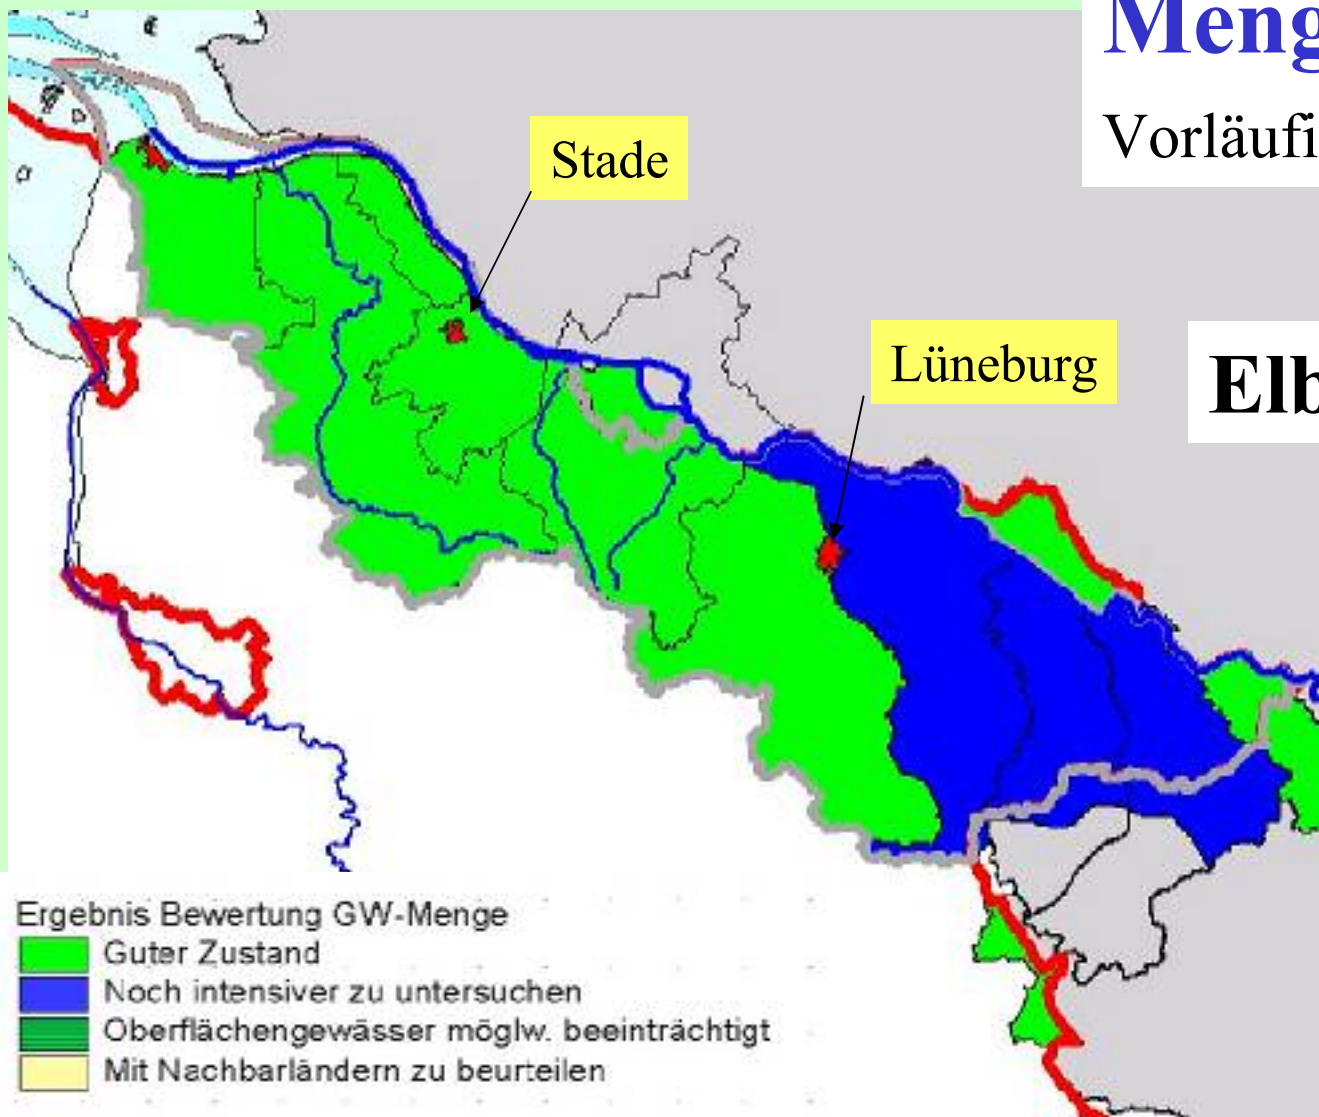 Meng
Vorläufi
Stade
Lüneburg
Elb
Ergebnis Bewertung GW-Menge
Guter Zustand
Noch intensiver zu untersuchen
Oberflächengewässer möglw. beeinträchtigt
Mit Nachbarländern zu beurteilen